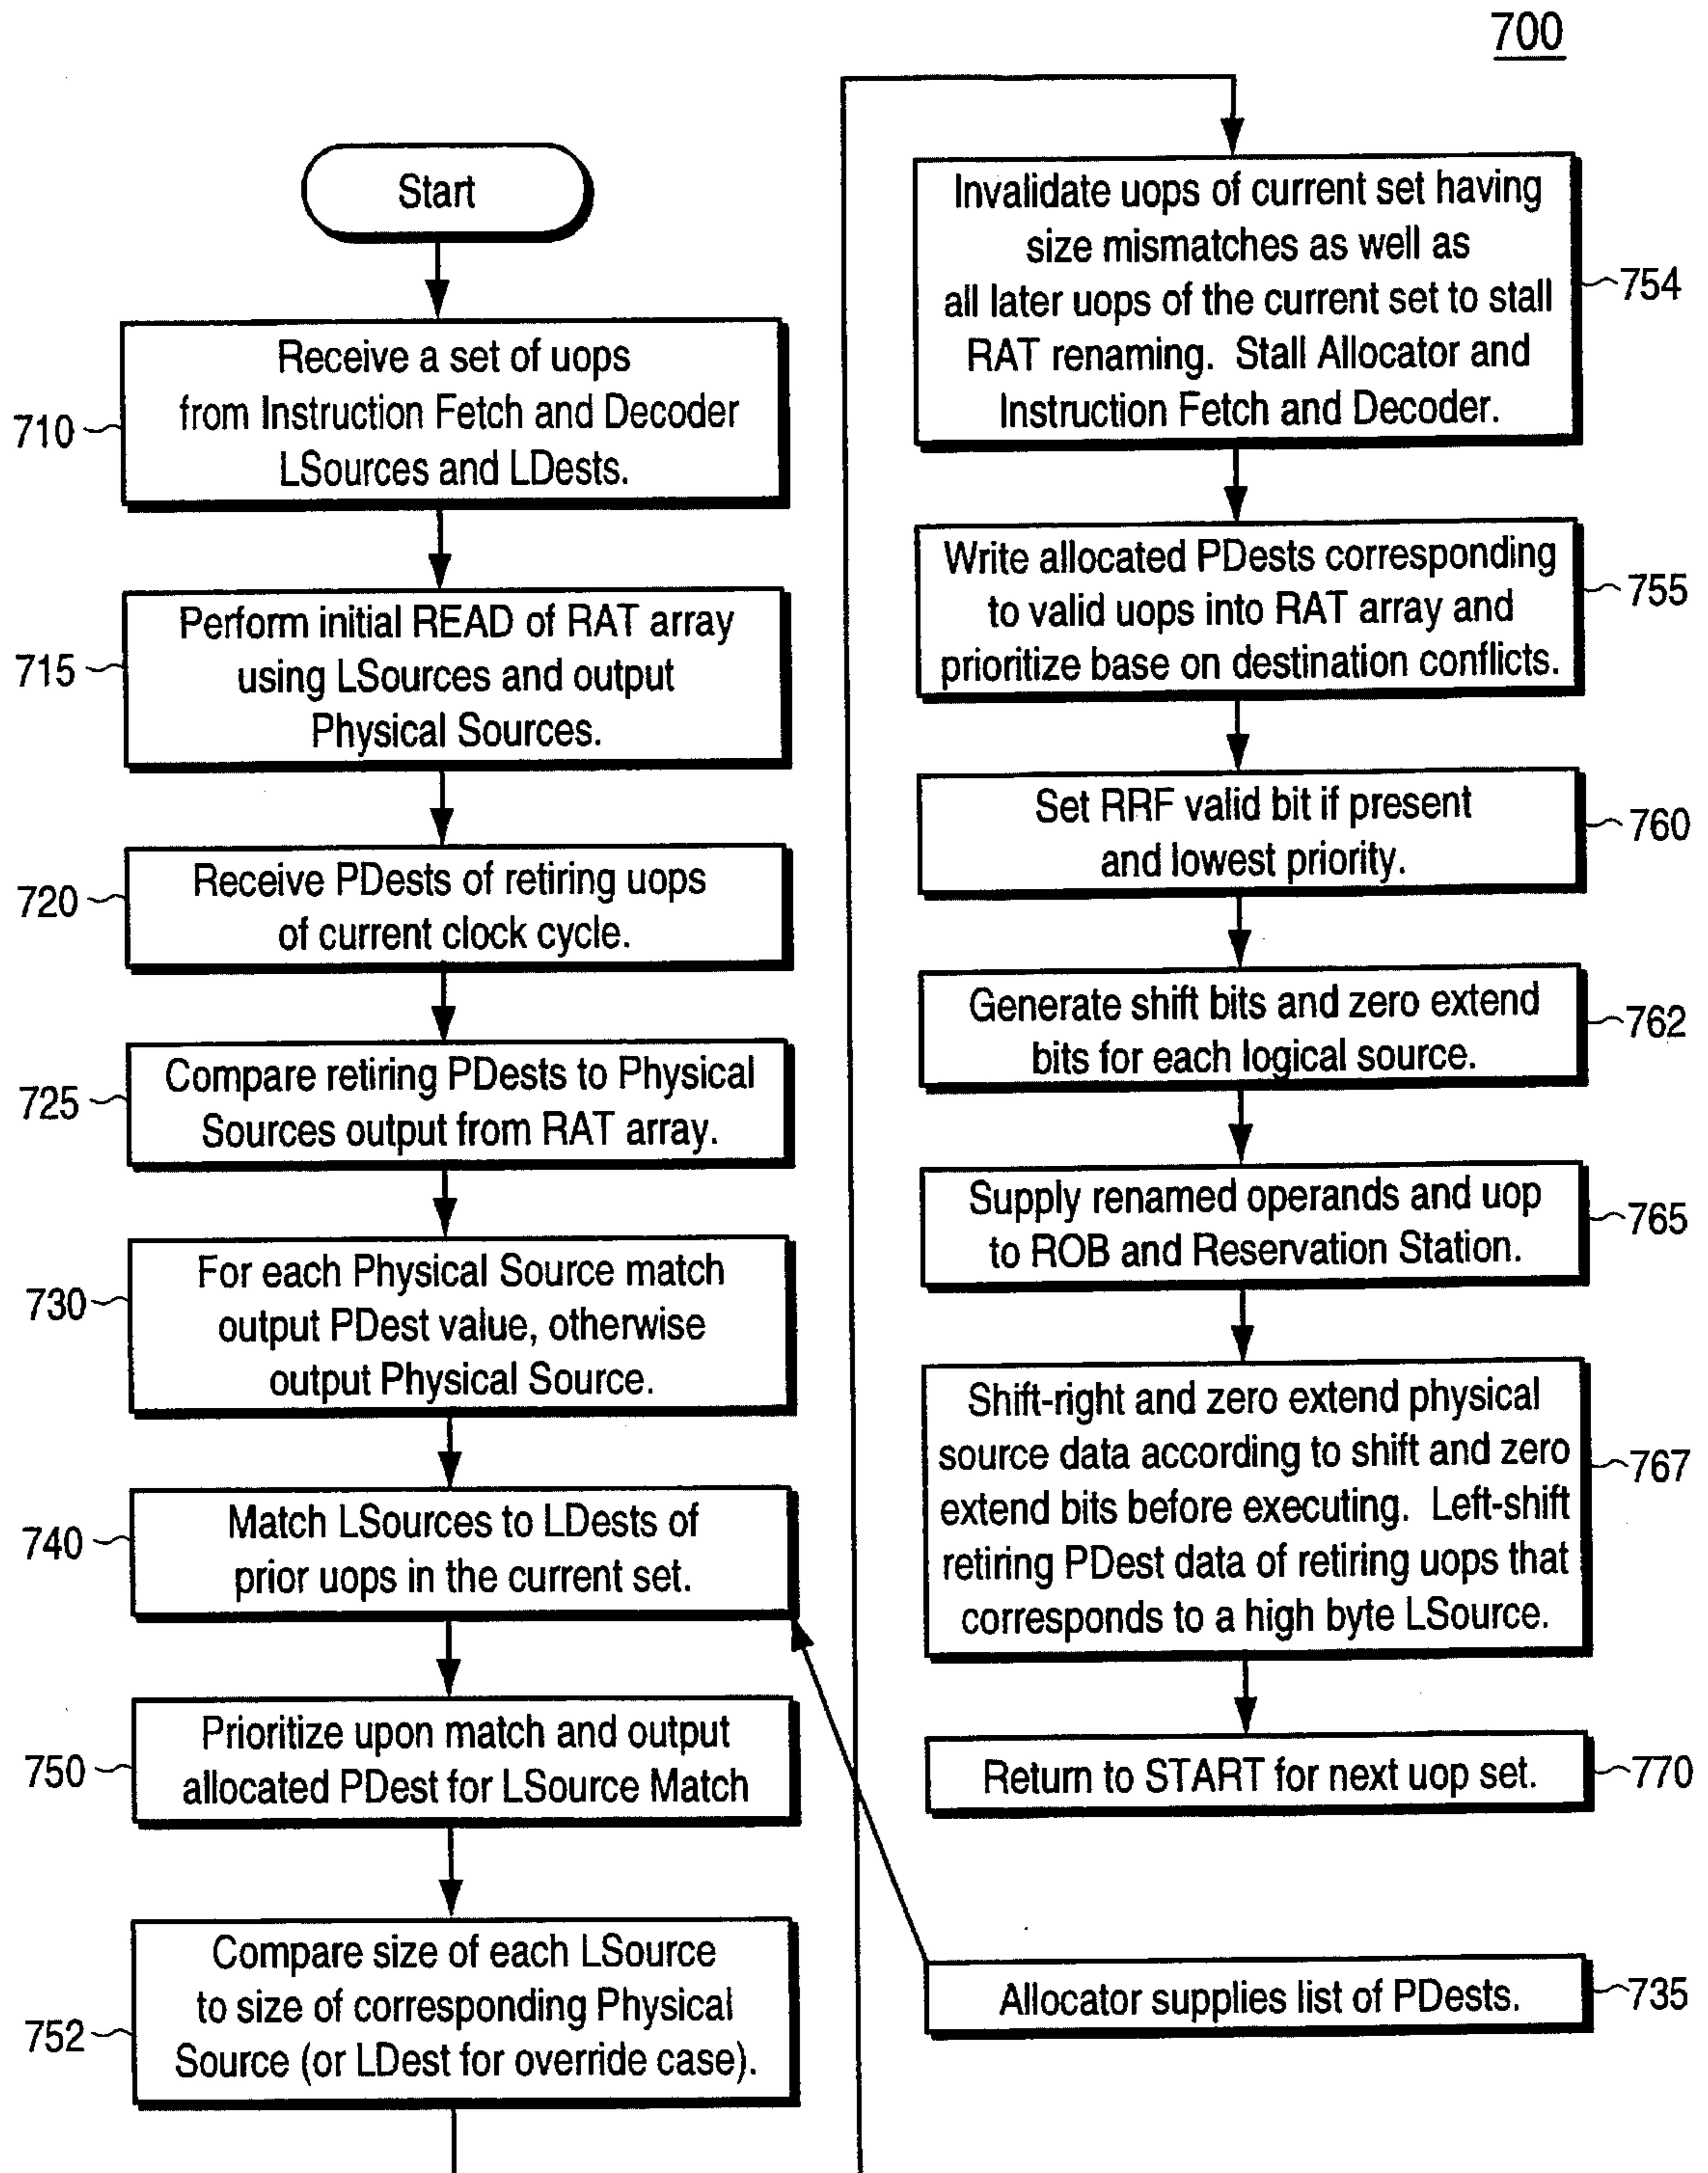 700
Start
710
Receive a set of uops
from Instruction Fetch and Decoder
LSources and LDests.
715
Perform initial READ of RAT array
using LSources and output
Physical Sources.
720
Receive PDests of retiring uops
of current clock cycle.
725
Compare retiring PDests to Physical
Sources output from RAT array.
730
For each Physical Source match
output PDest value, otherwise
output Physical Source.
740
Match LSources to LDests of
prior uops in the current set.
750
Prioritize upon match and output
allocated PDest for LSource Match
752
Compare size of each LSource
to size of corresponding Physical
Source (or LDest for override case).
Invalidate uops of current set having
size mismatches as well as
all later uops of the current set to stall
RAT renaming. Stall Allocator and
Instruction Fetch and Decoder.
754
Write allocated PDests corresponding
to valid uops into RAT array and
prioritize base on destination conflicts.
755
Set RRF valid bit if present
and lowest priority.
760
Generate shift bits and zero extend
bits for each logical source.
762
Supply renamed operands and uop
to ROB and Reservation Station.
765
Shift-right and zero extend physical
source data according to shift and zero
extend bits before executing. Left-shift
retiring PDest data of retiring uops that
corresponds to a high byte LSource.
767
Return to START for next uop set.
770
Allocator supplies list of PDests.
735